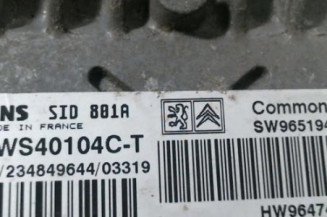 NS SID 801A
DE IN FRANCE
WS40104C-T
/234849644/03319
Common
SW965194
HW9647